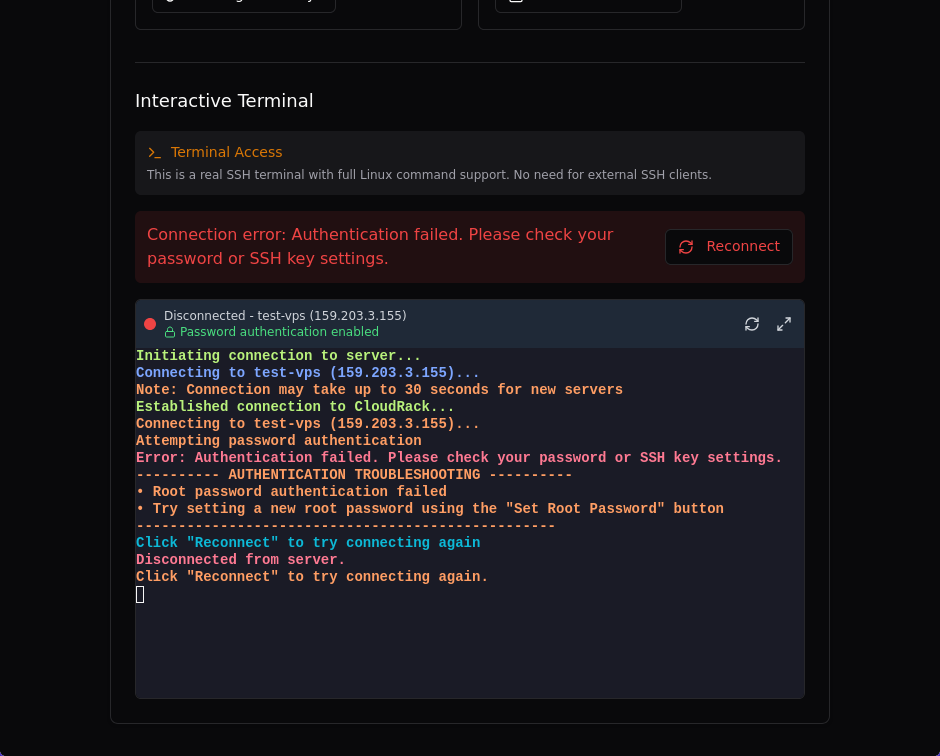 Interactive Terminal
Terminal Access
This is a real SSH terminal with full Linux command support. No need for external SSH clients.
Connection error: Authentication failed. Please check your
password or SSH key settings.
Reconnect
Disconnected - test-vps (159.203.3.155)
Password authentication enabled
Initiating connection to server...
Connecting to test-vps (159.203.3.155)...
Note: Connection may take up to 30 seconds for new servers
Established connection to CloudRack...
Connecting to test-vps (159.203.3.155)...
Attempting password authentication
Error: Authentication failed. Please check your password or SSH key settings.
---------- AUTHENTICATION TROUBLESHOOTING ----------
• Root password authentication failed
• Try setting a new root password using the "Set Root Password" button
--------------------------------------------------
Click "Reconnect" to try connecting again
Disconnected from server.
Click "Reconnect" to try connecting again.